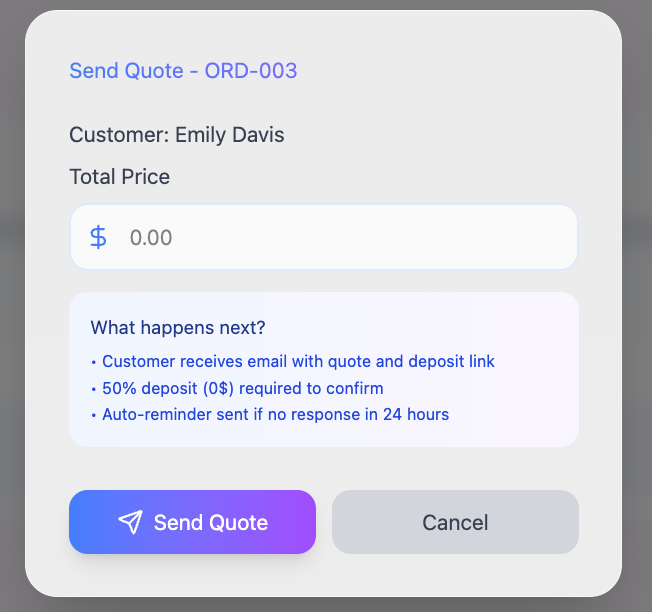 Send Quote - ORD-003
Customer: Emily Davis
Total Price
$ 0.00
What happens next?
• Customer receives email with quote and deposit link
• 50% deposit (0$) required to confirm
• Auto-reminder sent if no response in 24 hours
Send Quote
Cancel